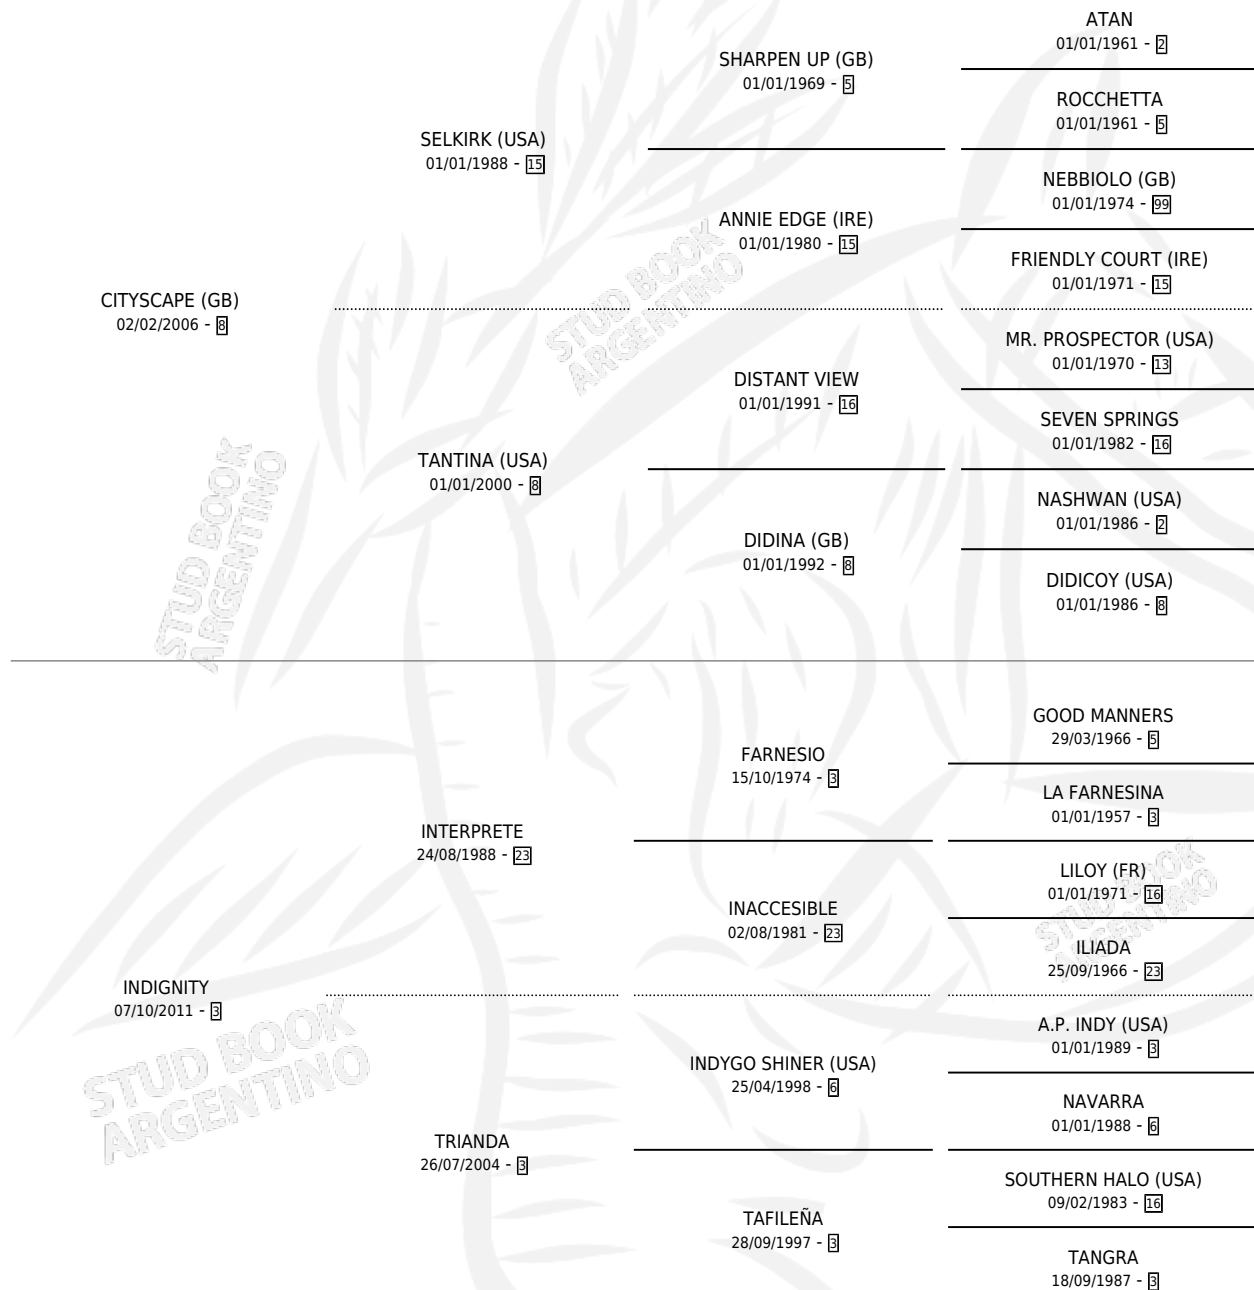 ATAN
01/01/1961 - 2
SHARPEN UP (GB)
01/01/1969 - 5
ROCCHETTA
01/01/1961 - 5
SELKIRK (USA)
01/01/1988 - 15
NEBBIOLO (GB)
01/01/1974 - 99
ANNIE EDGE (IRE)
01/01/1980 - 15
FRIENDLY COURT (IRE)
01/01/1971 - 15
CITYSCAPE (GB)
02/02/2006 - 8
MR. PROSPECTOR (USA)
01/01/1970 - 13
DISTANT VIEW
01/01/1991 - 16
SEVEN SPRINGS
01/01/1982 - 16
TANTINA (USA)
01/01/2000 - 8
NASHWAN (USA)
01/01/1986 - 2
DIDINA (GB)
01/01/1992 - 8
DIDICOY (USA)
01/01/1986 - 8
GOOD MANNERS
29/03/1966 - 5
FARNESIO
15/10/1974 - 3
LA FARNESINA
01/01/1957 - 3
INTERPRETE
24/08/1988 - 23
LILOY (FR)
01/01/1971 - 16
INACCESIBLE
02/08/1981 - 23
ILIADA
25/09/1966 - 23
INDIGNITY
07/10/2011 - 3
A.P. INDY (USA)
01/01/1989 - 3
INDYGO SHINER (USA)
25/04/1998 - 6
NAVARRA
01/01/1988 - 6
TRIANDA
26/07/2004 - 3
SOUTHERN HALO (USA)
09/02/1983 - 16
TAFILEÑA
28/09/1997 - 3
TANGRA
18/09/1987 - 3
STUD BOOK
ARGENTINO
STUD BOOK
ARGENTINO
STUD BOOK
ARGENTINO
STUD BOOK
ARGENTINO